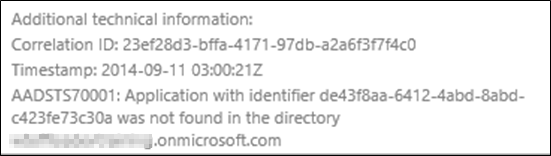 Additional technical information:
Correlation ID: 23ef28d3-bffa-4171-97db-a2a6f3f7f4c0
Timestamp: 2014-09-11 03:00:21Z
AADSTS70001: Application with identifier de43f8aa-6412-4abd-8abd-
c423fe73c30a was not found in the directory
.onmicrosoft.com